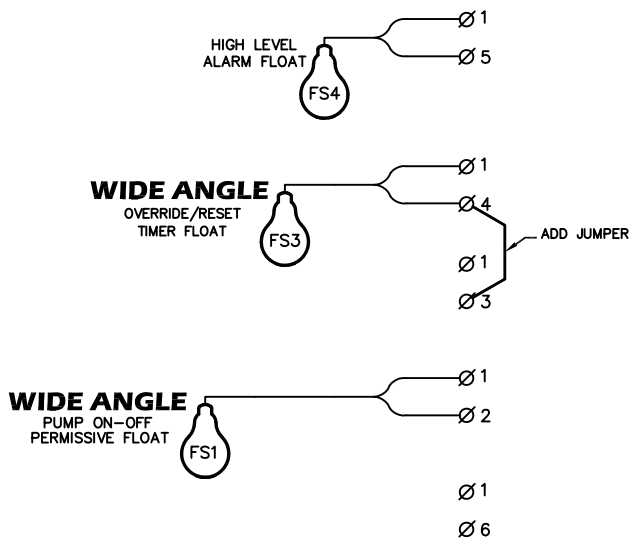 1
HIGH LEVEL
ALARM FLOAT
5
FS4
1
WIDE ANGLE
OVERRIDE/RESET
TIMER FLOAT
4
FS3
ADD JUMPER
1
3
1
WIDE ANGLE
PUMP ON-OFF
PERMISSIVE FLOAT
2
FS1
1
6